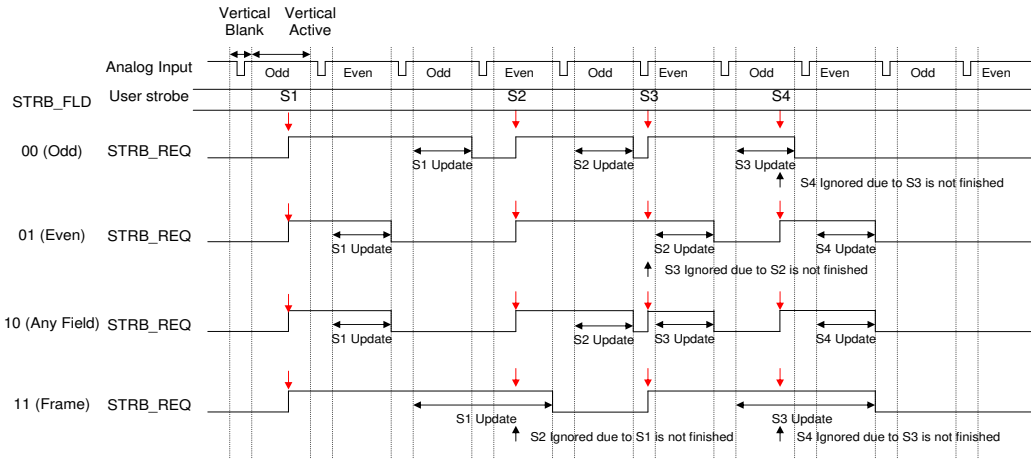 Vertical Blank
Vertical Active
Analog Input
Odd Even Odd Even Odd Even Odd Even Odd Even
STRB_FLD User strobe S1 S2 S3 S4
00 (Odd) STRB_REQ
S1 Update S2 Update S3 Update
S4 Ignored due to S3 is not finished
01 (Even) STRB_REQ
S1 Update S2 Update S4 Update
S3 Ignored due to S2 is not finished
10 (Any Field) STRB_REQ
S1 Update S2 Update S3 Update S4 Update
11 (Frame) STRB_REQ
S1 Update S3 Update
S2 Ignored due to S1 is not finished S4 Ignored due to S3 is not finished